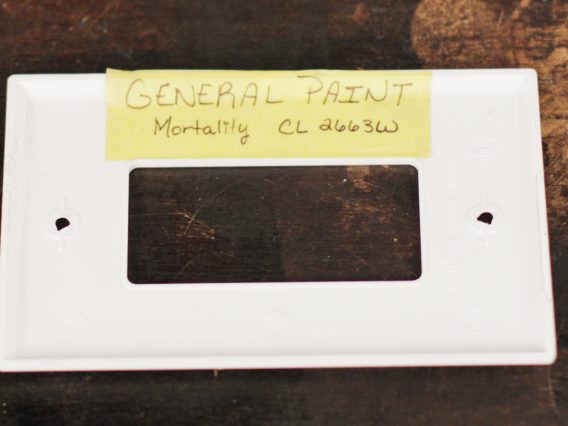 GENERAL PAINT
Mortality CL 2663W